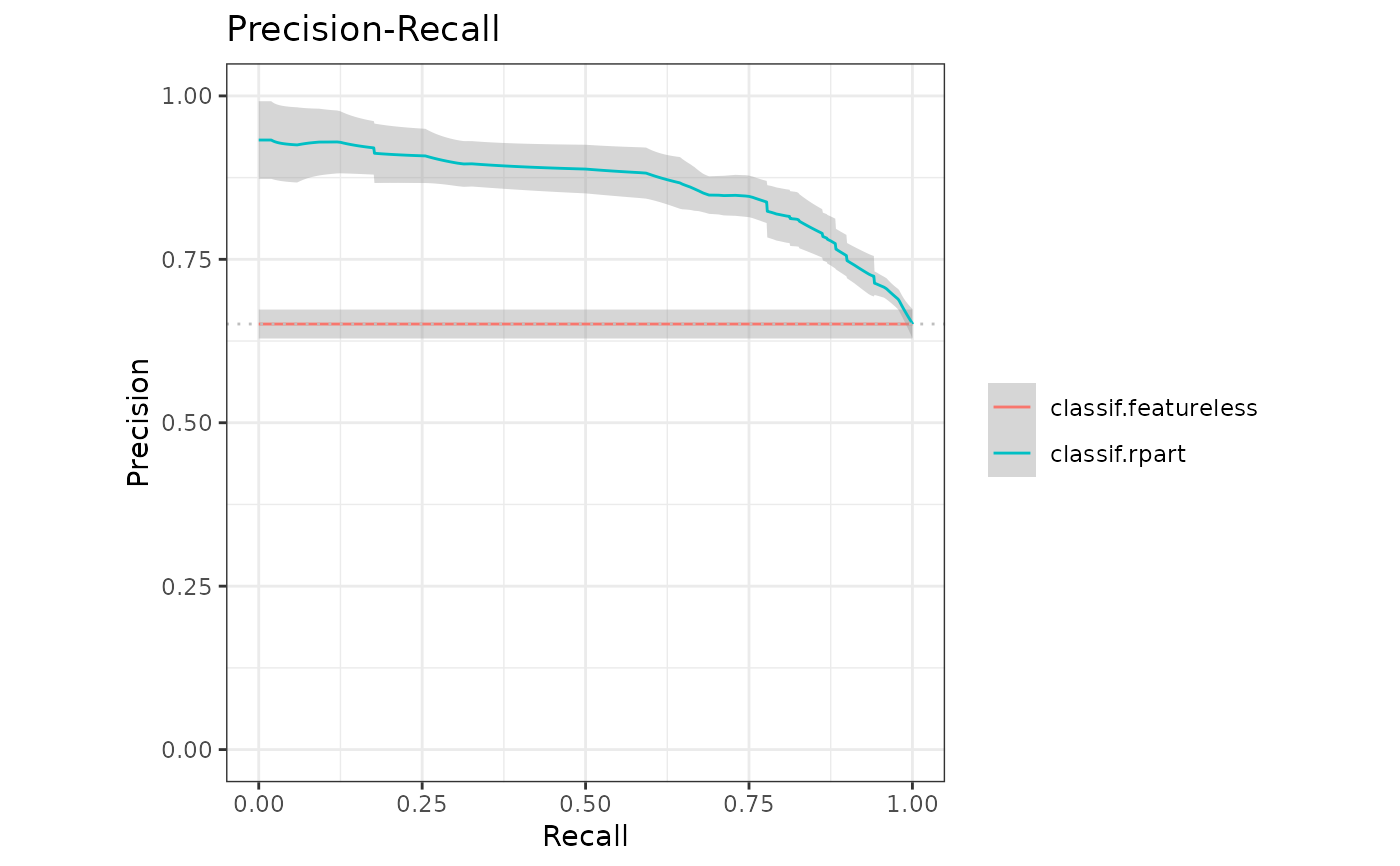 Precision-Recall
1.00
0.75
0.50
0.25
0.00
Precision
0.00 0.25 0.50 0.75 1.00
Recall
classif.featureless
classif.rpart